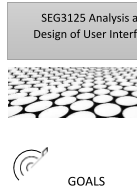 SEG3125 Analysis a
Design of User Interf
GOALS